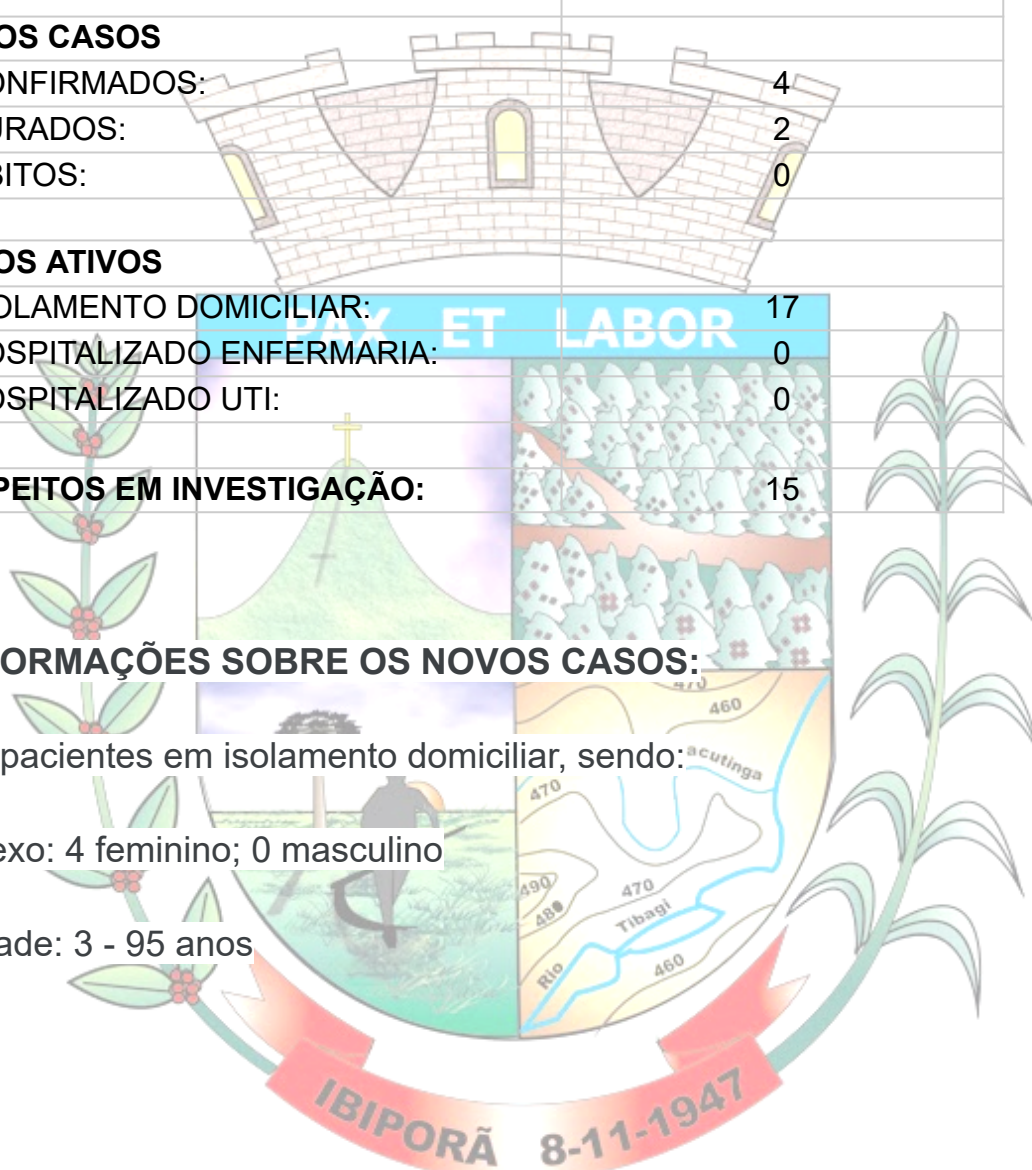 OS CASOS
ONFIRMADOS: 4
URADOS: 2
BITOS: 0
OS ATIVOS
OLAMENTO DOMICILIAR: 17
OSPITALIZADO ENFERMARIA: 0
OSPITALIZADO UTI: 0
PEITOS EM INVESTIGAÇÃO: 15
PAX ET LABOR
ORMAÇÕES SOBRE OS NOVOS CASOS:
470
460
pacientes em isolamento domiciliar, sendo:
acutinga
470
exo: 4 feminino; 0 masculino
490
480
470
Tibagi
Rio
460
ade: 3 - 95 anos
IBIPORÃ 8-11-1947